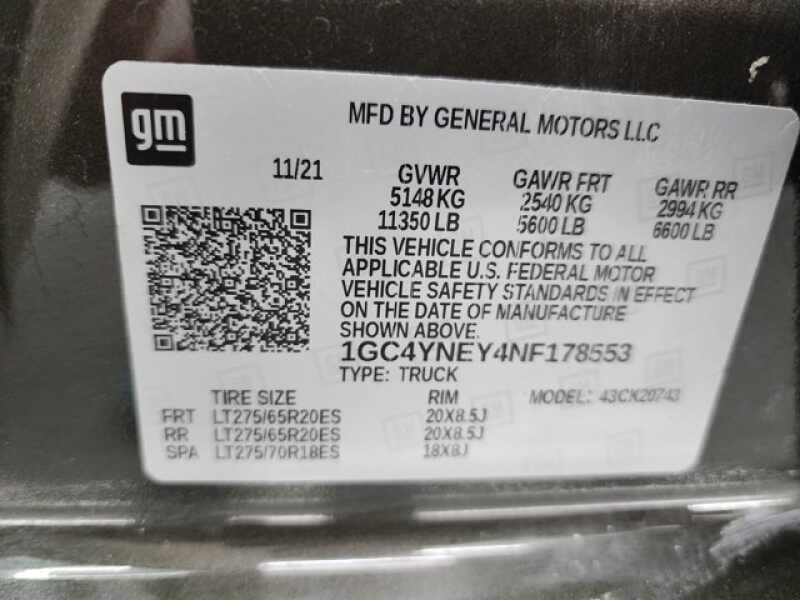 gm
MFD BY GENERAL MOTORS LLC
11/21 GVWR GAWR FRT GAWR RR
5148 KG 2540 KG 2994 KG
11350 LB 5600 LB 6600 LB
THIS VEHICLE CONFORMS TO ALL
APPLICABLE U.S. FEDERAL MOTOR
VEHICLE SAFETY STANDARDS IN EFFECT
ON THE DATE OF MANUFACTURE
SHOWN ABOVE.
1GC4YNEY4NF178553
TYPE: TRUCK
TIRE SIZE RIM MODEL: 43CK20743
FRT LT275/65R20ES 20X8.5J
RR LT275/65R20ES 20X8.5J
SPA LT275/70R18ES 18X8J